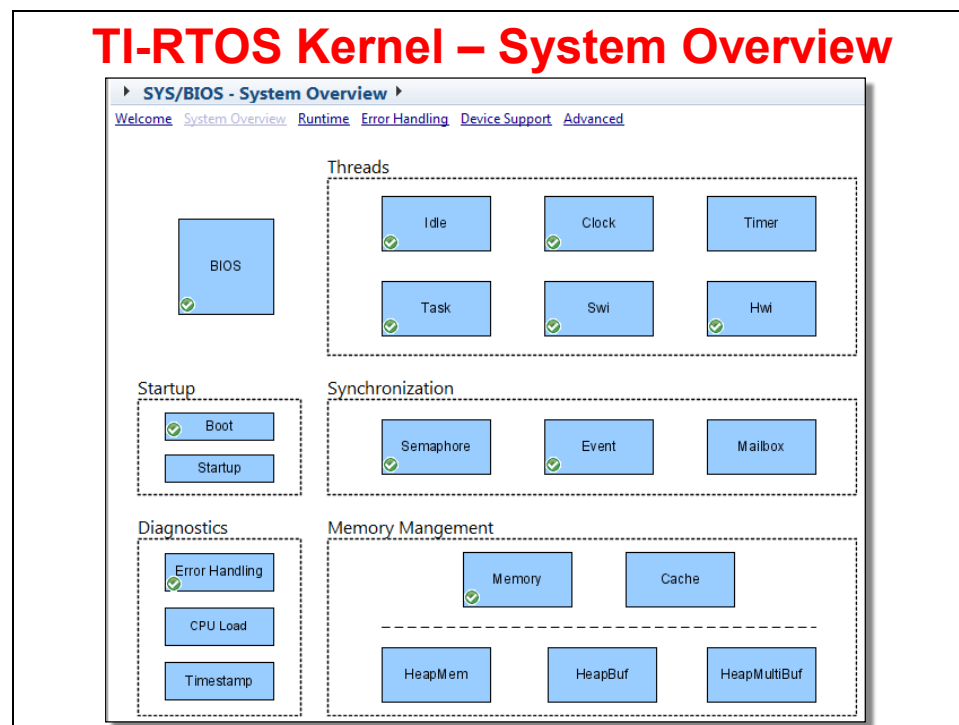 TI-RTOS Kernel – System Overview
SYS/BIOS - System Overview
Welcome System Overview Runtime Error Handling Device Support Advanced
Threads
Idle Clock Timer
BIOS
Task Swi Hwi
Startup
Boot
Startup
Synchronization
Semaphore Event Mailbox
Diagnostics
Error Handling
CPU Load
Timestamp
Memory Mangement
Memory Cache
HeapMem HeapBuf HeapMultiBuf